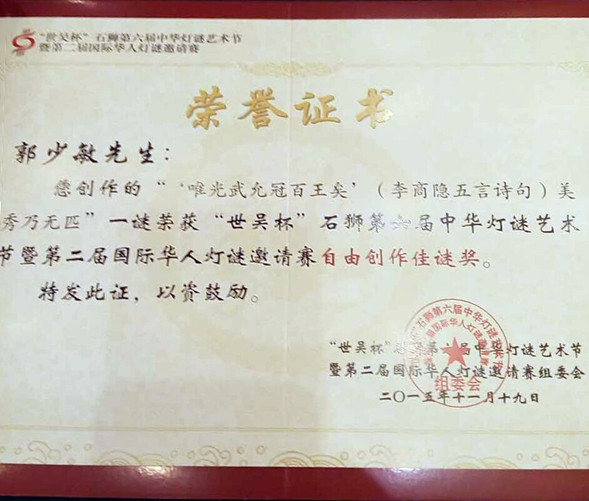 “世吴杯”石狮第六届中华灯谜艺术节
暨第二届国际华人灯谜邀请赛
荣誉证书
郭少敏先生：
您创作的“‘唯光武允冠百王矣’（李商隐五言诗句）美
秀乃无匹”一谜荣获“世吴杯”石狮第六届中华灯谜艺术
节暨第二届国际华人灯谜邀请赛自由创作佳谜奖。
特发此证，以资鼓励。
“世吴杯”石狮第六届中华灯谜艺术节
暨第二届国际华人灯谜邀请赛组委会
组委会
二〇一五年十一月十九日